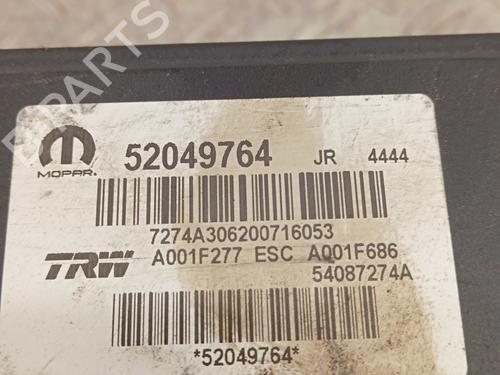 MOPAR. 52049764 JR 4444
7274A306200716053
TRW A001F277 ESC A001F686
54087274A
*52049764*
B-PARTS